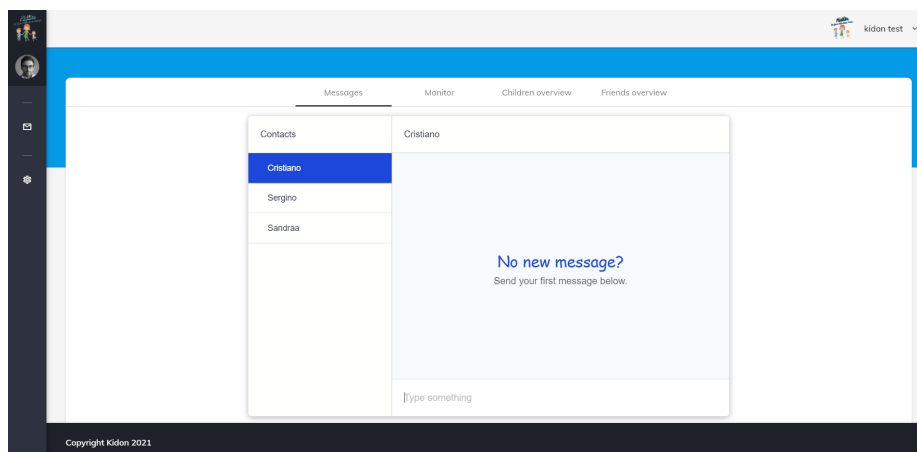 kidon test
Messages Monitor Children overview Friends overview
Contacts
Cristiano
Sergino
Sandraa
Cristiano
No new message?
Send your first message below.
Type something
Copyright Kidon 2021